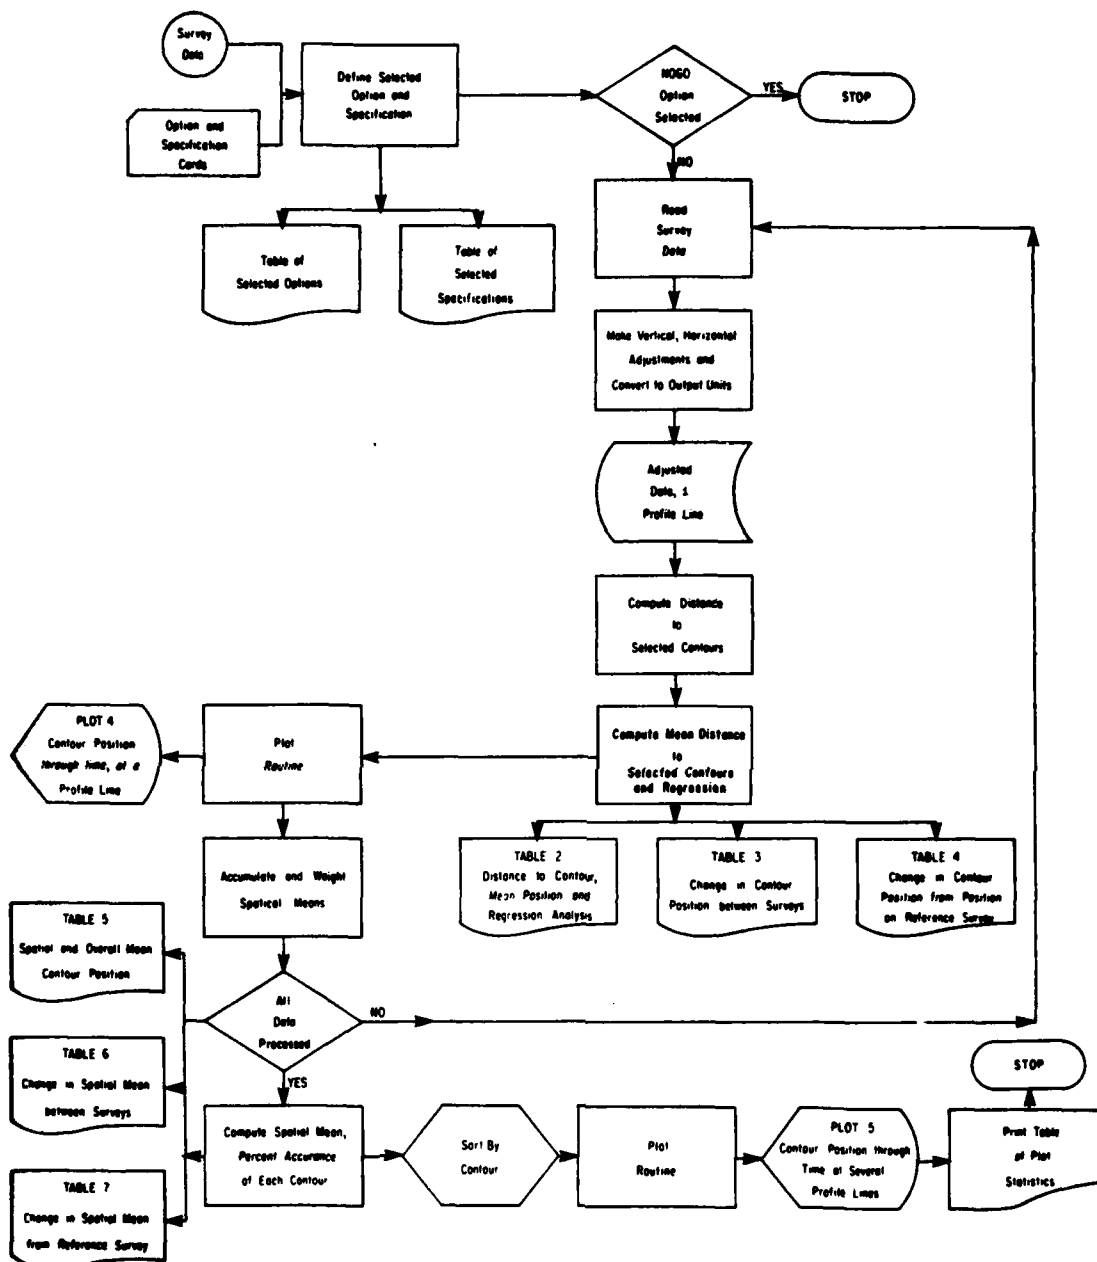 Survey
Data
Option and
Specification
Cards
Define Selected
Option and
Specification
NOGO
Option
Selected
YES
STOP
NO
Table of
Selected Options
Table of
Selected
Specifications
Read
Survey
Data
Make Vertical, Horizontal
Adjustments and
Convert to Output Units
Adjusted
Data, 1
Profile Line
Compute Distance
to
Selected Contours
Compute Mean Distance
to
Selected Contours
and Regression
Plot
Routine
PLOT 4
Contour Position
through time, at a
Profile Line
TABLE 2
Distance to Contour,
Mean Position and
Regression Analysis
TABLE 3
Change in Contour
Position between Surveys
TABLE 4
Change in Contour
Position from Position
on Reference Survey
Accumulate and Weight
Spatical Means
TABLE 5
Spatial and Overall Mean
Contour Position
All
Data
Processed
NO
YES
TABLE 6
Change in Spatial Mean
between Surveys
TABLE 7
Change in Spatial Mean
from Reference Survey
Compute Spatial Mean,
Percent Accurance
of Each Contour
Sort By
Contour
Plot
Routine
PLOT 5
Contour Position through
Time at Several
Profile Lines
Print Table
of Plot
Statistics
STOP